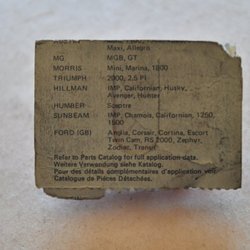 AUSTIN
Maxi, Allegro
MG MGB, GT
MORRIS Mini, Marina, 1800
TRIUMPH 2000, 2.5 PI
HILLMAN IMP, Californian, Husky,
Avenger, Hunter
HUMBER Sceptre
SUNBEAM IMP, Chamois, Californian, 1250,
1500
FORD (GB) Anglia, Corsair, Cortina, Escort
Twin Cam, RS 2000, Zephyr,
Zodiac, Transit
Refer to Parts Catalog for full application data.
Weitere Verwendung siehe Katalog.
Pour des détails complémentaires d'application voir
Catalogue de Pièces Détachées.